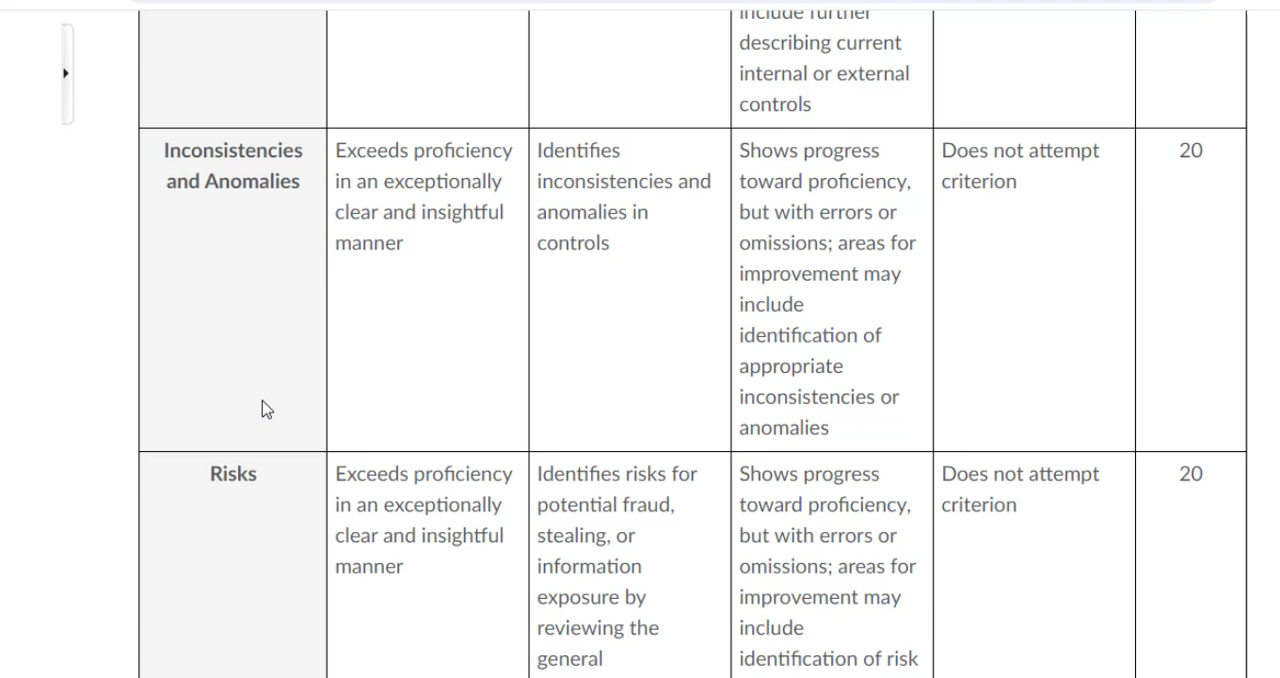 include further
describing current
internal or external
controls
Inconsistencies
and Anomalies
Exceeds proficiency
in an exceptionally
clear and insightful
manner
Identifies
inconsistencies and
anomalies in
controls
Shows progress
toward proficiency,
but with errors or
omissions; areas for
improvement may
include
identification of
appropriate
inconsistencies or
anomalies
Does not attempt
criterion
20
Risks
Exceeds proficiency
in an exceptionally
clear and insightful
manner
Identifies risks for
potential fraud,
stealing, or
information
exposure by
reviewing the
general
Shows progress
toward proficiency,
but with errors or
omissions; areas for
improvement may
include
identification of risk
Does not attempt
criterion
20